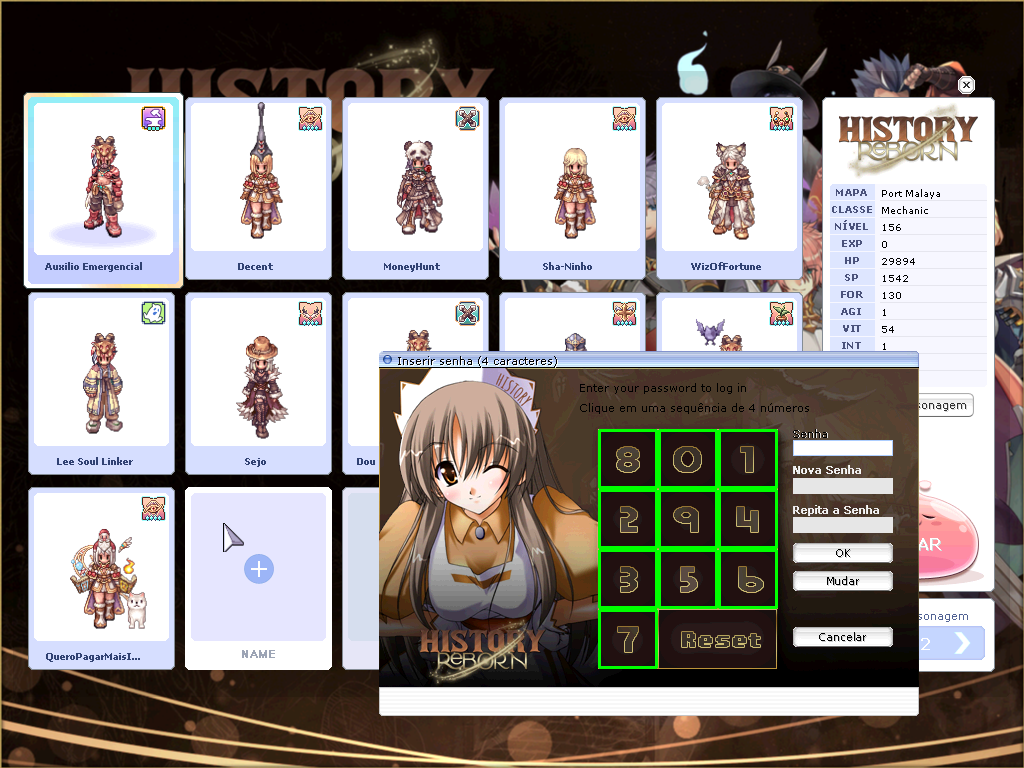 HISTORY
HISTORY
REBORN
Auxilio Emergencial
Decent
MoneyHunt
Sha-Ninho
WizOfFortune
MAPA Port Malaya
CLASSE Mechanic
NÍVEL 156
EXP 0
HP 29894
SP 1542
FOR 130
AGI 1
VIT 54
INT 1
Lee Soul Linker
Sejo
Dou
sonagem
Inserir senha (4 caracteres)
HISTORY
Enter your password to log in
Clique em uma sequência de 4 números
8 0 1
2 9 4
3 5 6
7 Reset
Senha
Nova Senha
Repita a Senha
OK
Mudar
Cancelar
HISTORY
REBORN
AR
sonagem
2
QueroPagarMaisI...
NAME